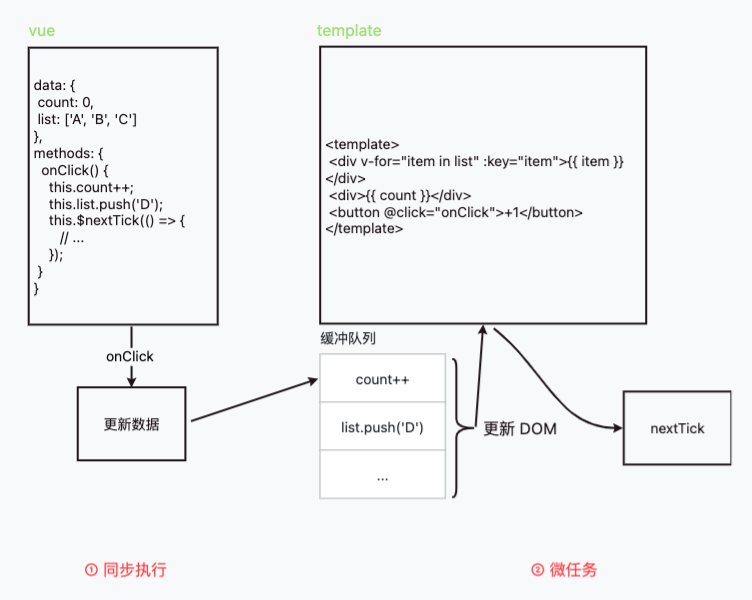 vue
data: {
count: 0,
list: ['A', 'B', 'C']
},
methods: {
onClick() {
this.count++;
this.list.push('D');
this.$nextTick(() => {
// ...
});
}
}
template
<template>
<div v-for="item in list" :key="item">{{ item }}
</div>
<div>{{ count }}</div>
<button @click="onClick">+1</button>
</template>
onClick
更新数据
缓冲队列
count++
list.push('D')
...
更新 DOM
nextTick
① 同步执行
② 微任务